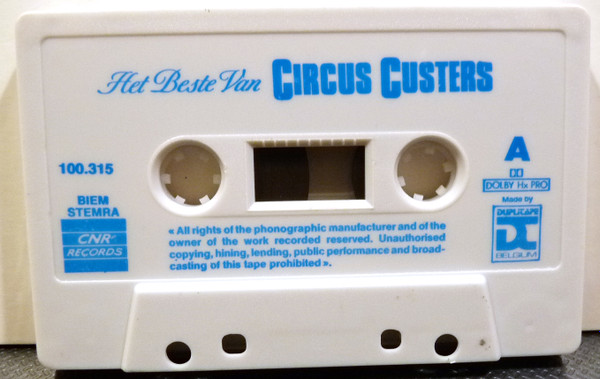 Het Beste Van CIRCUS CUSTERS
100.315
A
DOLBY HX PRO
BIEM
STEMRA
CNR
RECORDS
« All rights of the phonographic manufacturer and of the
owner of the work recorded reserved. Unauthorised
copying, hining, lending, public performance and broad-
casting of this tape prohibited ».
Made by
DUPLITAPE
BELGIUM